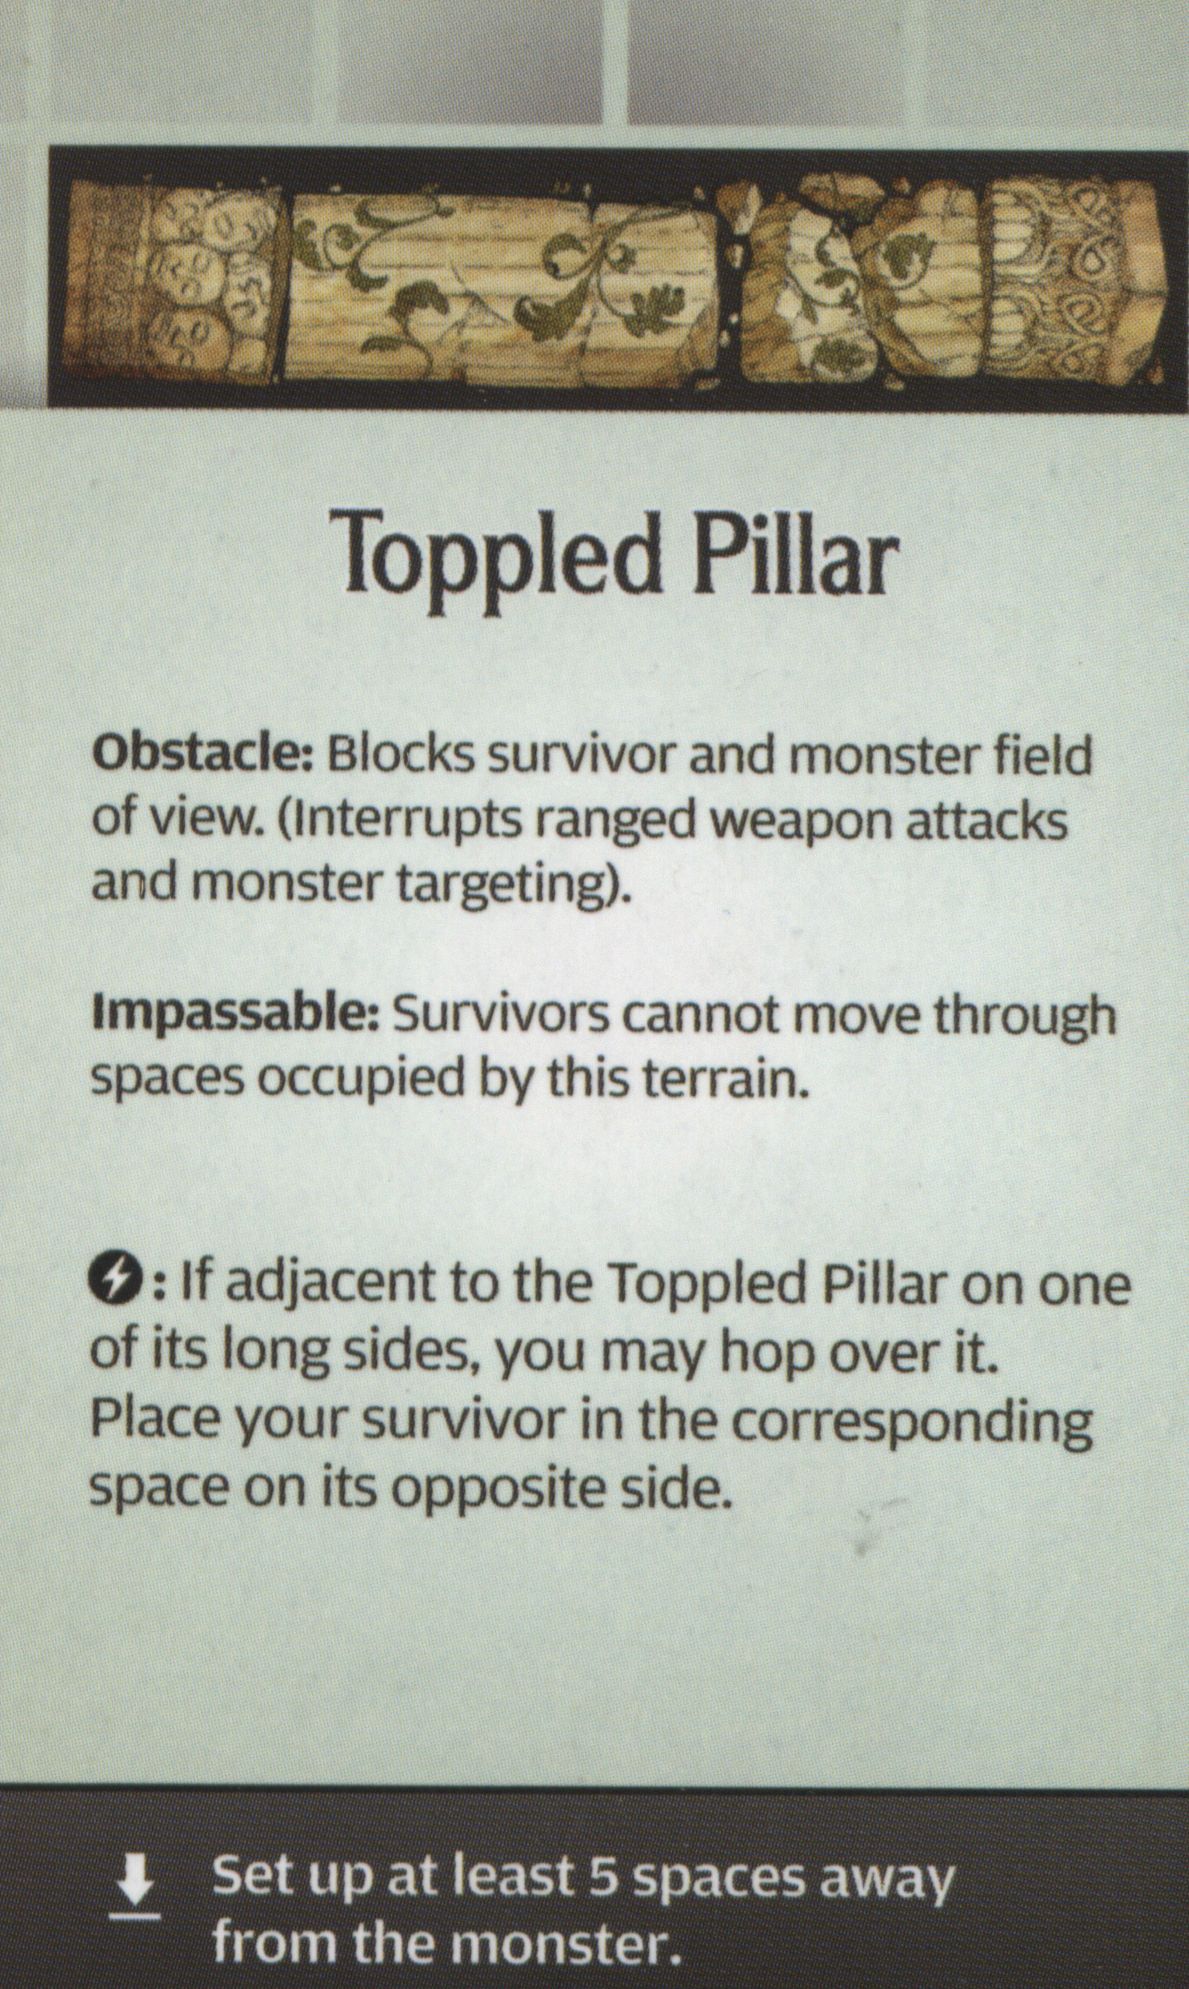 Toppled Pillar
Obstacle: Blocks survivor and monster field
of view. (Interrupts ranged weapon attacks
and monster targeting).
Impassable: Survivors cannot move through
spaces occupied by this terrain.
: If adjacent to the Toppled Pillar on one
of its long sides, you may hop over it.
Place your survivor in the corresponding
space on its opposite side.
Set up at least 5 spaces away
from the monster.